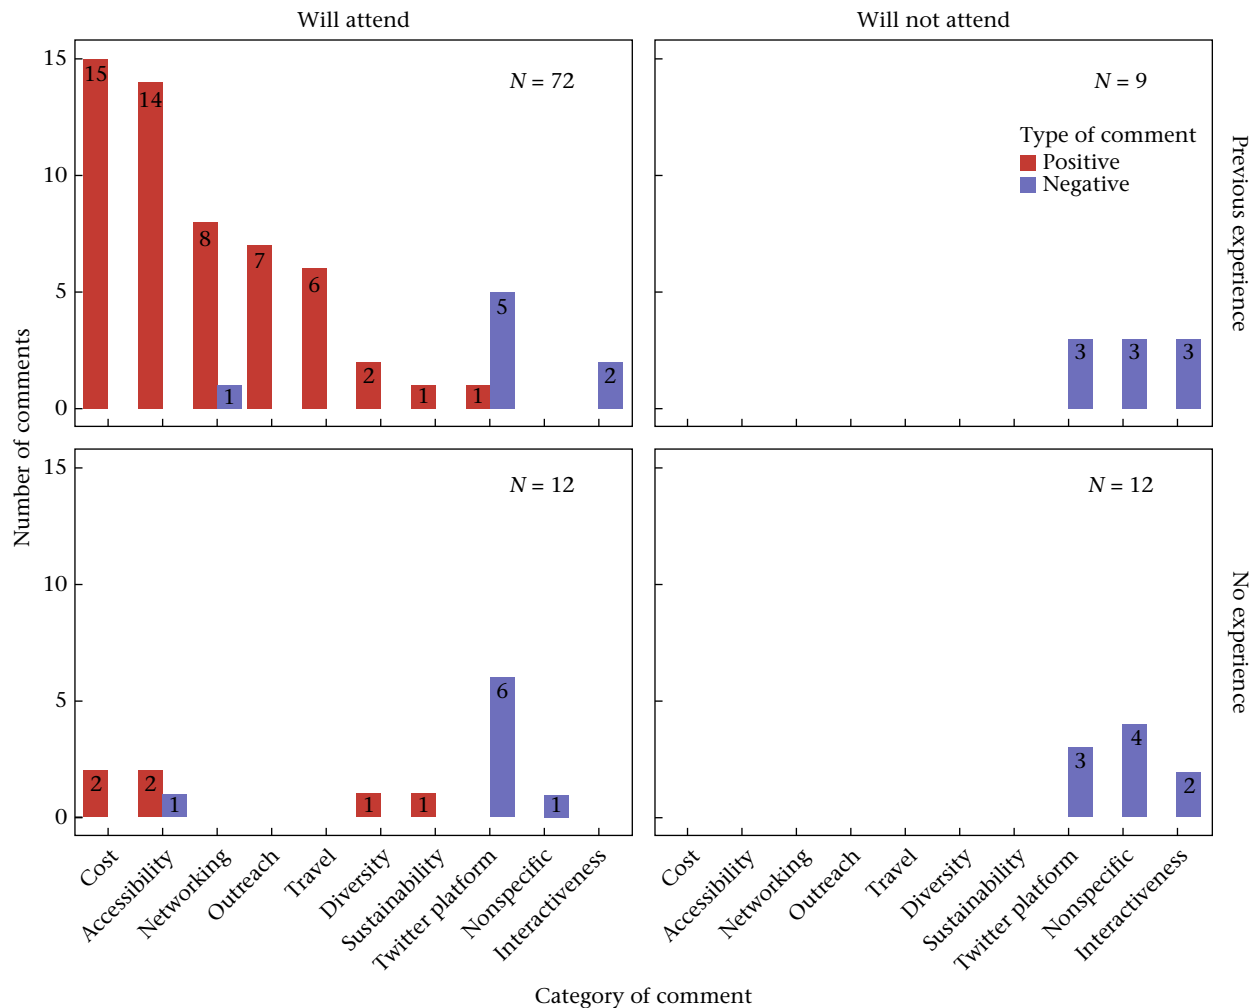 Will attend
Will not attend
15
10
5
0
15
14
8
1
7
6
2
1
1
5
2
N = 72
N = 9
Type of comment
Positive
Negative
3
3
3
Previous experience
Number of comments
15
10
5
0
2
2
1
1
1
6
1
N = 12
N = 12
3
4
2
No experience
Cost
Accessibility
Networking
Outreach
Travel
Diversity
Sustainability
Twitter platform
Nonspecific
Interactiveness
Cost
Accessibility
Networking
Outreach
Travel
Diversity
Sustainability
Twitter platform
Nonspecific
Interactiveness
Category of comment